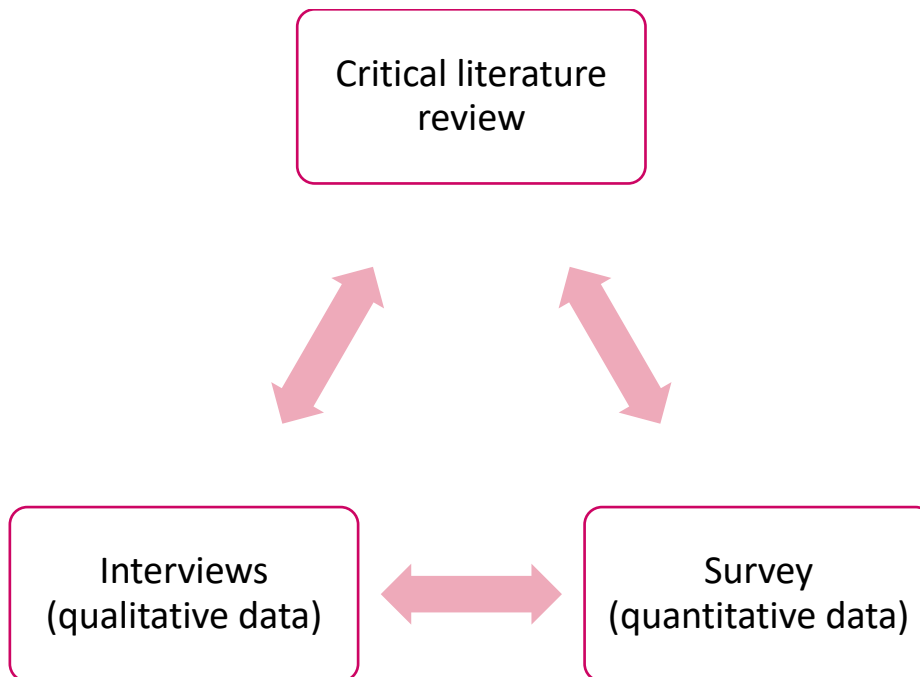 Critical literature
review
Interviews
(qualitative data)
Survey
(quantitative data)